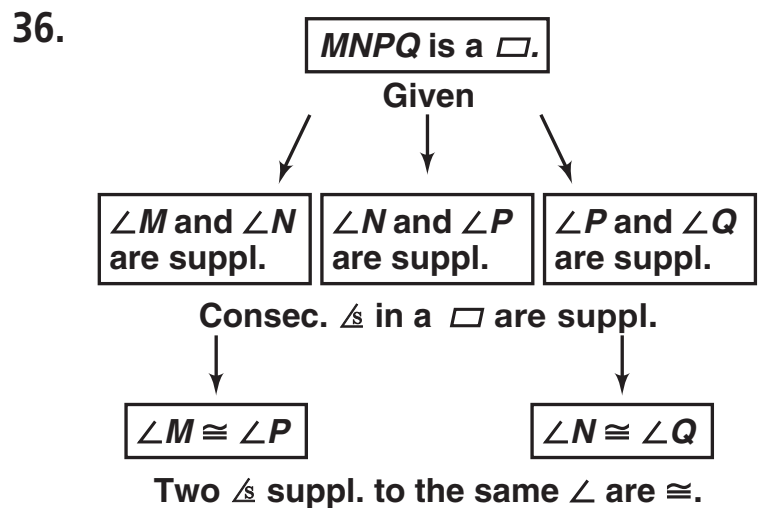 36.
MNPQ is a ▱.
Given
∠M and ∠N ∠N and ∠P ∠P and ∠Q
are suppl. are suppl. are suppl.
Consec. ∠s in a ▱ are suppl.
∠M ≅ ∠P ∠N ≅ ∠Q
Two ∠s suppl. to the same ∠ are ≅.